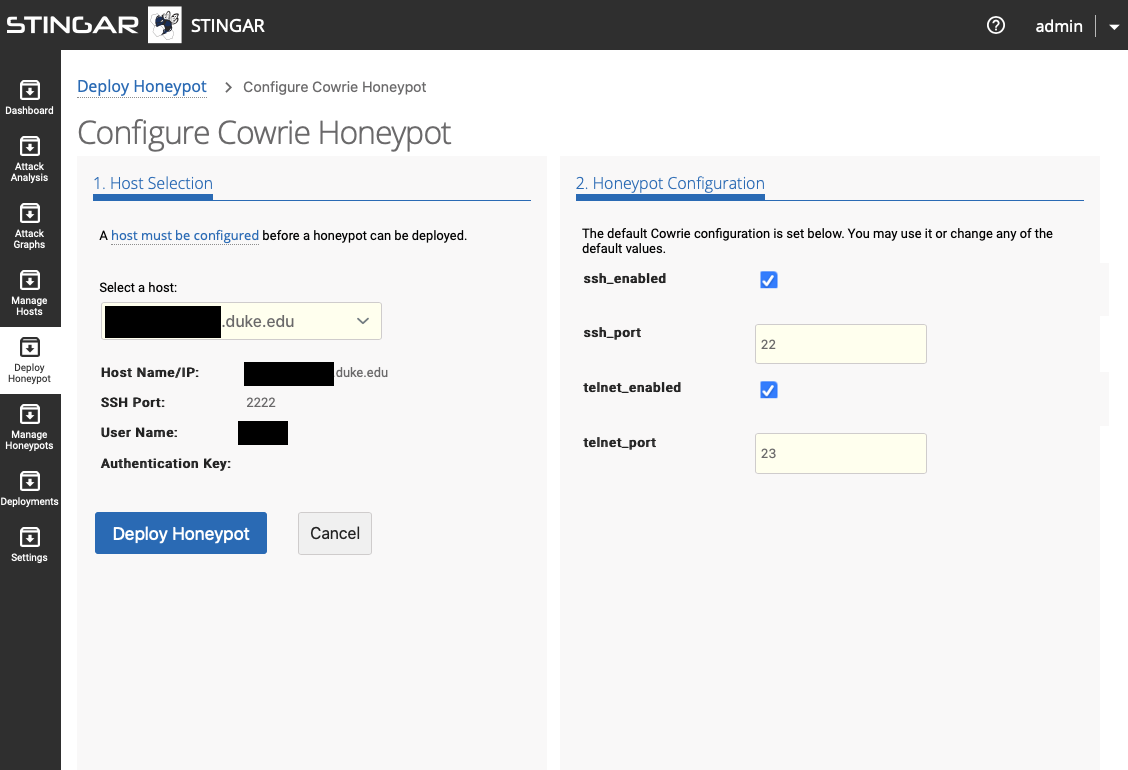 STINGAR STINGAR admin
Dashboard
Attack
Analysis
Attack
Graphs
Manage
Hosts
Deploy
Honeypot
Manage
Honeypots
Deployments
Settings
Deploy Honeypot > Configure Cowrie Honeypot
Configure Cowrie Honeypot
1. Host Selection
A host must be configured before a honeypot can be deployed.
Select a host:
.duke.edu
Host Name/IP: duke.edu
SSH Port: 2222
User Name:
Authentication Key:
Deploy Honeypot Cancel
2. Honeypot Configuration
The default Cowrie configuration is set below. You may use it or change any of the
default values.
ssh_enabled
ssh_port 22
telnet_enabled
telnet_port 23